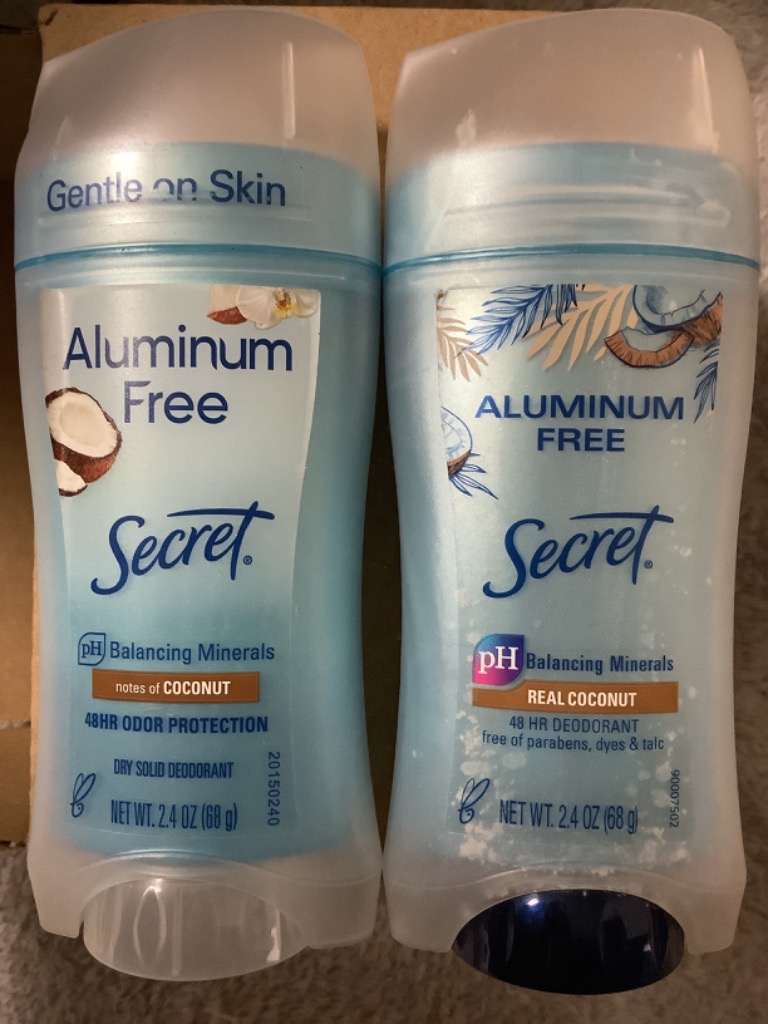 Gentle on Skin
Aluminum
Free
Secret®
pH Balancing Minerals
notes of COCONUT
48HR ODOR PROTECTION
DRY SOLID DEODORANT
NET WT. 2.4 OZ (68 g)
20150240
ALUMINUM
FREE
Secret®
pH Balancing Minerals
REAL COCONUT
48 HR DEODORANT
free of parabens, dyes & talc
NET WT. 2.4 OZ (68 g)
90007502